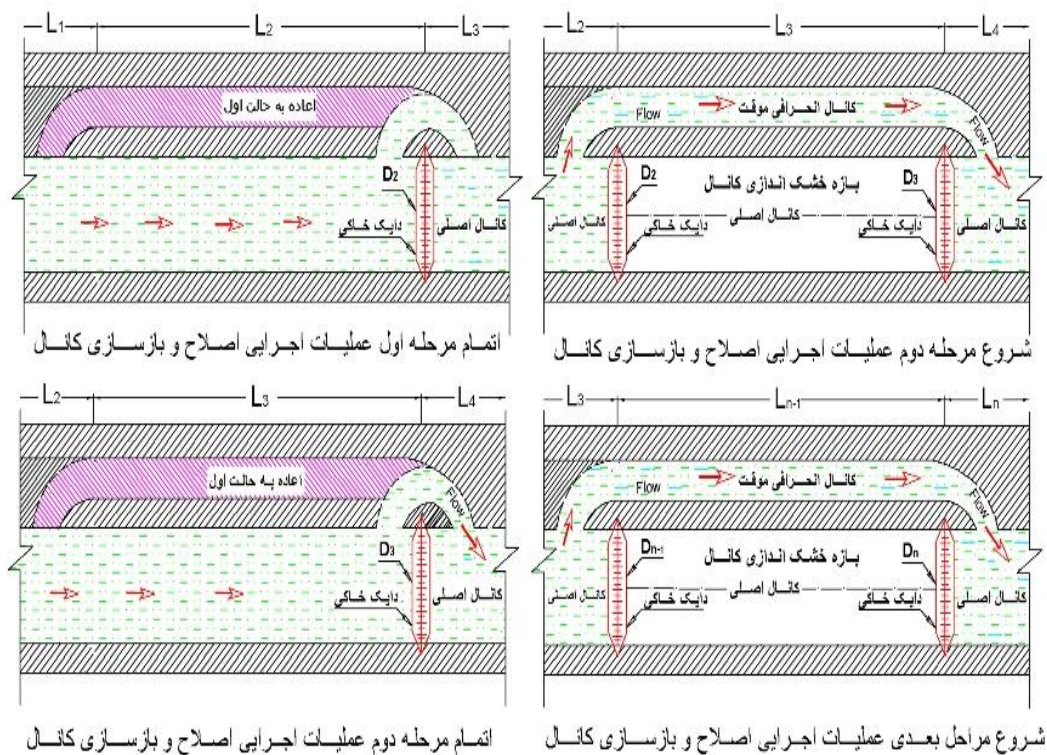 L1 L2 L3
اعاده به حالت اول
D2
دایک خاکی
کانال اصلی
اتمام مرحله اول عملیات اجرایی اصلاح و بازسازی کانال
L2 L3 L4
Flow کانال انحرافی موقت Flow
D2 بازه خشک اندازی کانال D3
کانال اصلی کانال اصلی کانال اصلی
دایک خاکی دایک خاکی
شروع مرحله دوم عملیات اجرایی اصلاح و بازسازی کانال
L2 L3 L4
اعاده به حالت اول
Flow
D3
دایک خاکی
کانال اصلی
اتمام مرحله دوم عملیات اجرایی اصلاح و بازسازی کانال
L3 Ln-1 Ln
Flow کانال انحرافی موقت Flow
Dn-1 بازه خشک اندازی کانال Dn
کانال اصلی کانال اصلی کانال اصلی
دایک خاکی دایک خاکی
شروع مراحل بعدی عملیات اجرایی اصلاح و بازسازی کانال